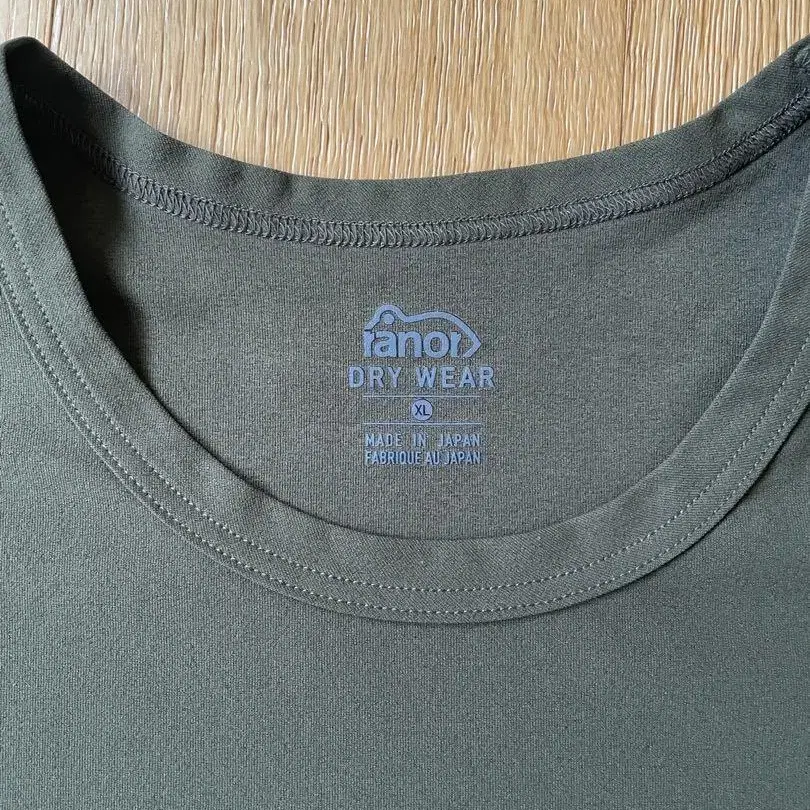 ranor
DRY WEAR
XL
MADE IN JAPAN
FABRIQUE AU JAPAN